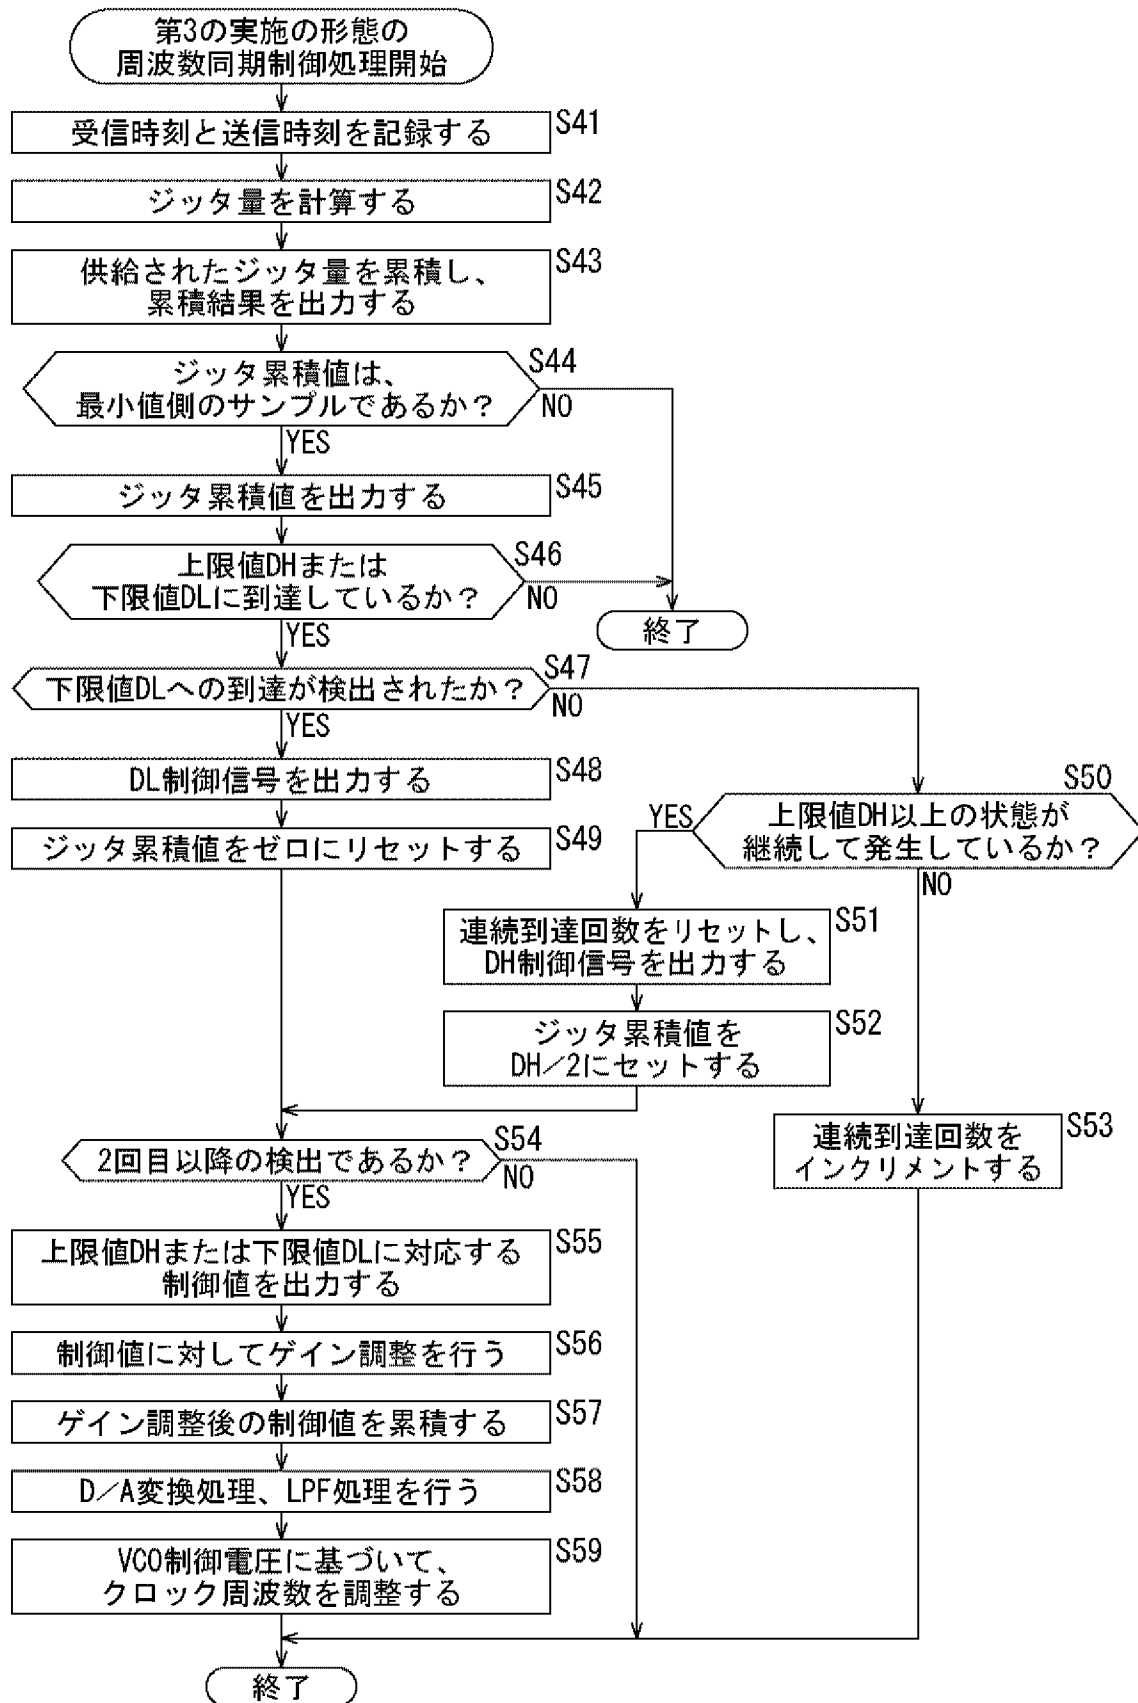 第3の実施の形態の
周波数同期制御処理開始
受信時刻と送信時刻を記録する
S41
ジッタ量を計算する
S42
供給されたジッタ量を累積し、
累積結果を出力する
S43
ジッタ累積値は、
最小値側のサンプルであるか？
S44
NO
YES
ジッタ累積値を出力する
S45
上限値DHまたは
下限値DLに到達しているか？
S46
NO
YES
終了
下限値DLへの到達が検出されたか？
S47
NO
YES
DL制御信号を出力する
S48
ジッタ累積値をゼロにリセットする
S49
上限値DH以上の状態が
継続して発生しているか？
S50
YES
NO
連続到達回数をリセットし、
DH制御信号を出力する
S51
ジッタ累積値を
DH／2にセットする
S52
連続到達回数を
インクリメントする
S53
2回目以降の検出であるか？
S54
NO
YES
上限値DHまたは下限値DLに対応する
制御値を出力する
S55
制御値に対してゲイン調整を行う
S56
ゲイン調整後の制御値を累積する
S57
D／A変換処理、LPF処理を行う
S58
VCO制御電圧に基づいて、
クロック周波数を調整する
S59
終了